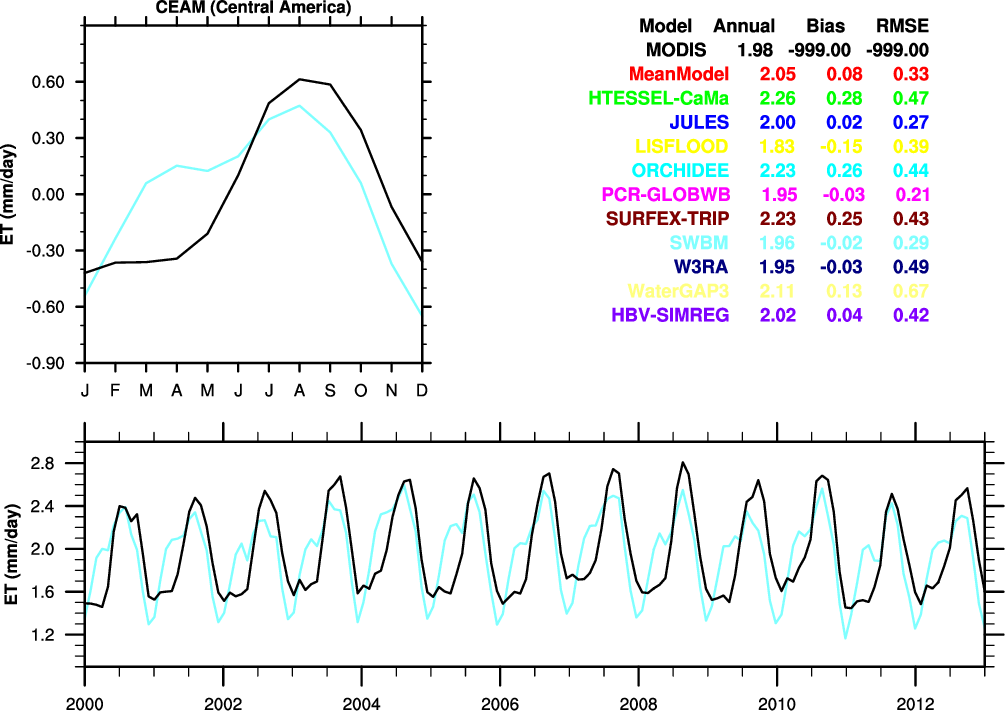 CEAM (Central America)
ET (mm/day)
0.60
0.30
0.00
-0.30
-0.60
-0.90
J F M A M J J A S O N D
Model Annual Bias RMSE
MODIS 1.98 -999.00 -999.00
MeanModel 2.05 0.08 0.33
HTESSEL-CaMa 2.26 0.28 0.47
JULES 2.00 0.02 0.27
LISFLOOD 1.83 -0.15 0.39
ORCHIDEE 2.23 0.26 0.44
PCR-GLOBWB 1.95 -0.03 0.21
SURFEX-TRIP 2.23 0.25 0.43
SWBM 1.96 -0.02 0.29
W3RA 1.95 -0.03 0.49
WaterGAP3 2.11 0.13 0.67
HBV-SIMREG 2.02 0.04 0.42
ET (mm/day)
2.8
2.4
2.0
1.6
1.2
2000 2002 2004 2006 2008 2010 2012